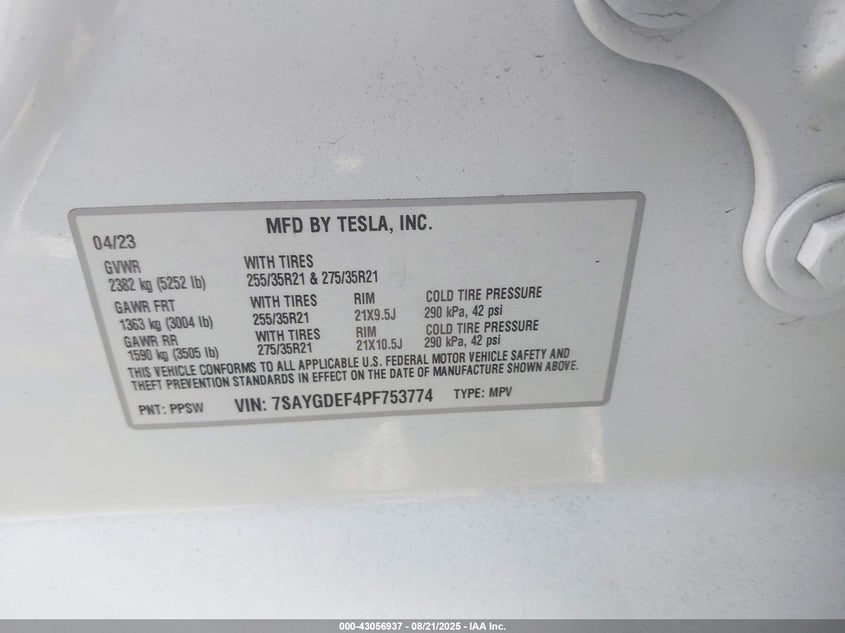 MFD BY TESLA, INC.
04/23
GVWR
2382 kg (5252 lb)
WITH TIRES
255/35R21 & 275/35R21
GAWR FRT
1363 kg (3004 lb)
WITH TIRES
255/35R21
RIM
21X9.5J
COLD TIRE PRESSURE
290 kPa, 42 psi
GAWR RR
1590 kg (3505 lb)
WITH TIRES
275/35R21
RIM
21X10.5J
COLD TIRE PRESSURE
290 kPa, 42 psi
THIS VEHICLE CONFORMS TO ALL APPLICABLE U.S. FEDERAL MOTOR VEHICLE SAFETY AND
THEFT PREVENTION STANDARDS IN EFFECT ON THE DATE OF MANUFACTURE SHOWN ABOVE.
PNT: PPSW VIN: 7SAYGDEF4PF753774 TYPE: MPV
000-43056937 - 08/21/2025 - IAA Inc.